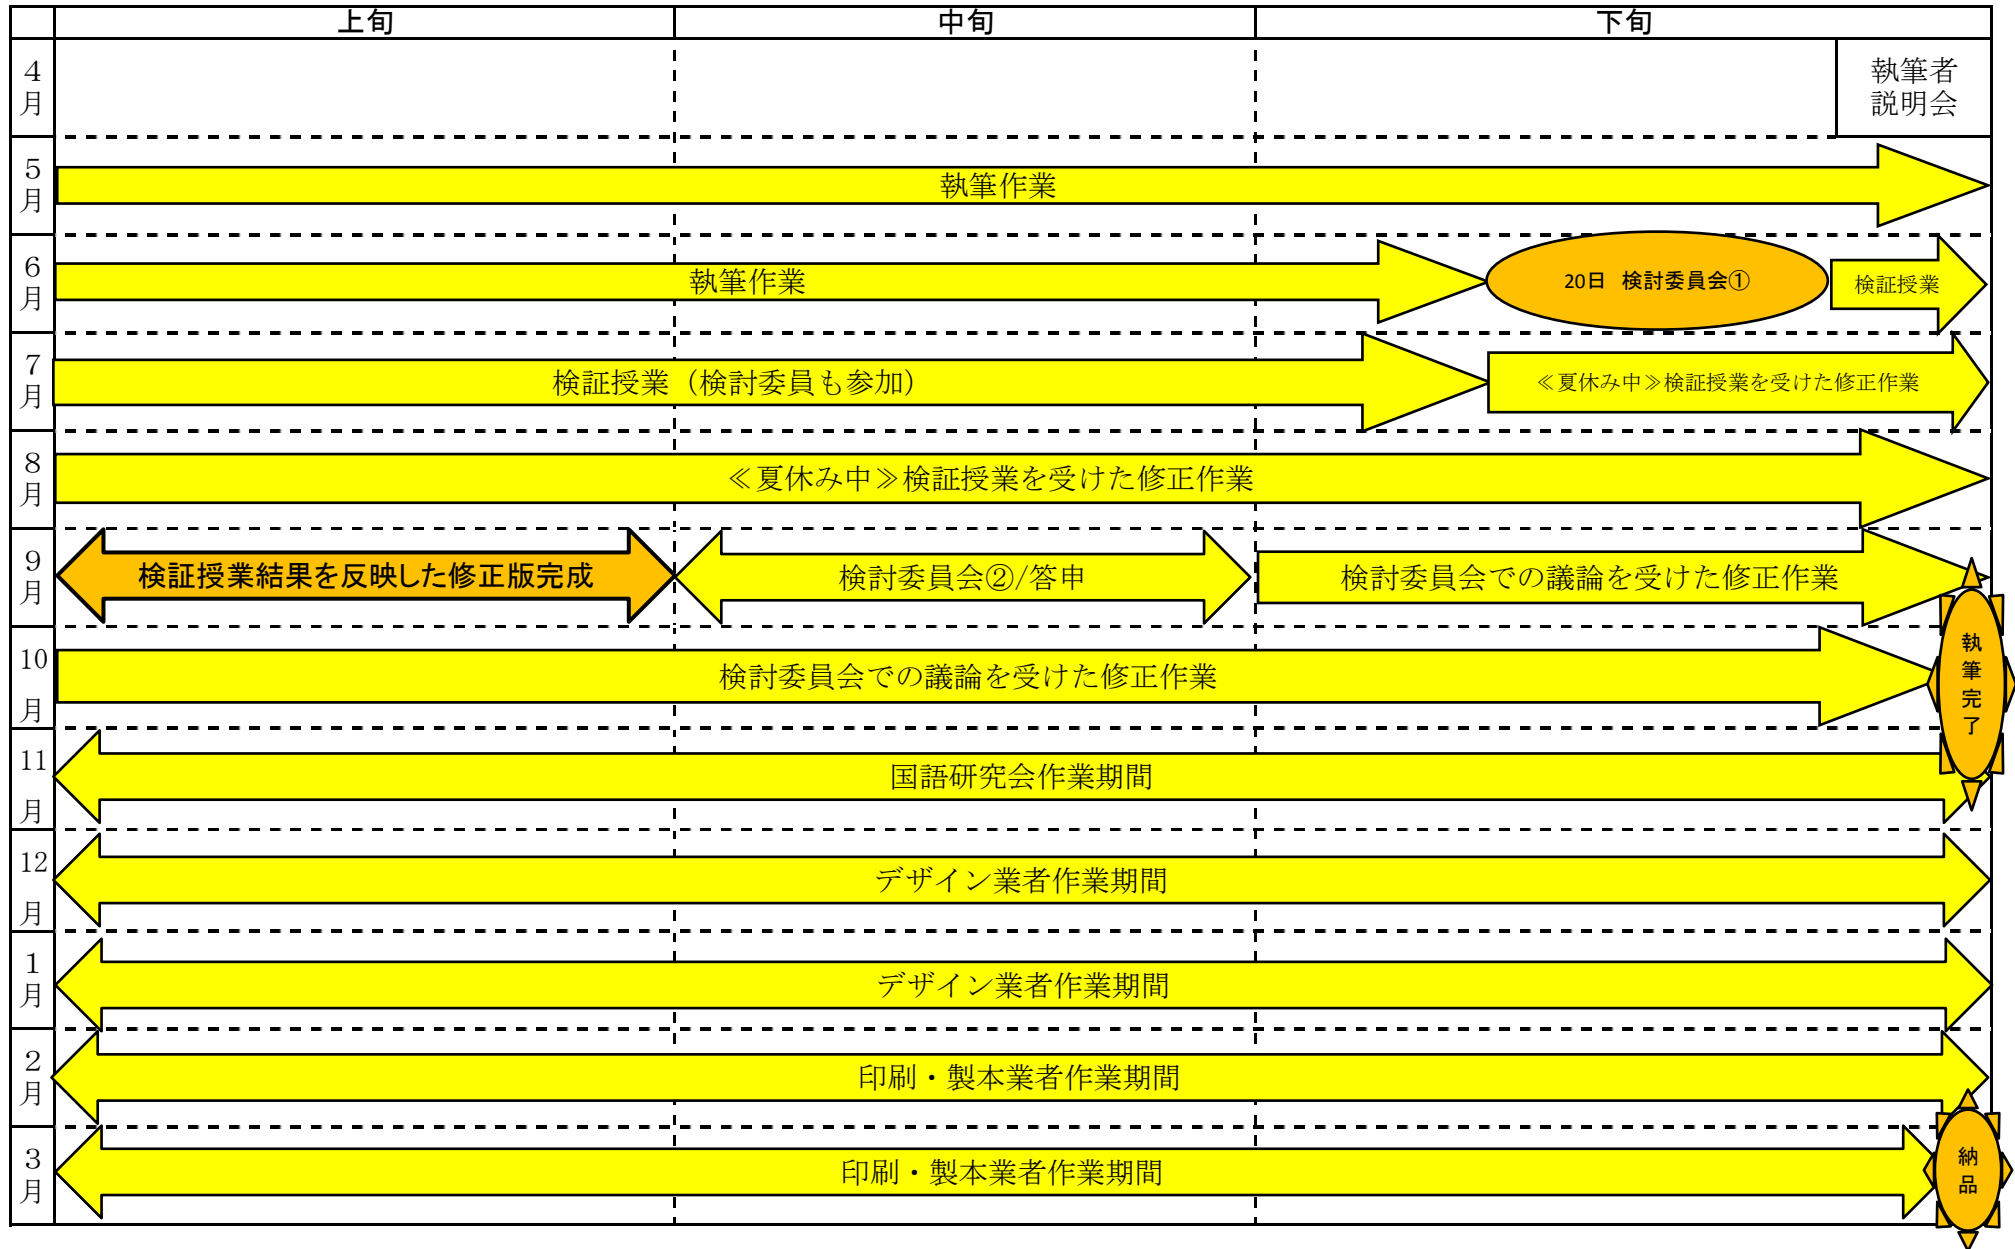 上旬
中旬
下旬
4
月
執筆者
説明会
5
月
執筆作業
6
月
執筆作業
20日　検討委員会①
検証授業
7
月
検証授業（検討委員も参加）
≪夏休み中≫検証授業を受けた修正作業
8
月
≪夏休み中≫検証授業を受けた修正作業
9
月
検証授業結果を反映した修正版完成
検討委員会②/答申
検討委員会での議論を受けた修正作業
10
月
検討委員会での議論を受けた修正作業
執
筆
完
了
11
月
国語研究会作業期間
12
月
デザイン業者作業期間
1
月
デザイン業者作業期間
2
月
印刷・製本業者作業期間
3
月
印刷・製本業者作業期間
納
品